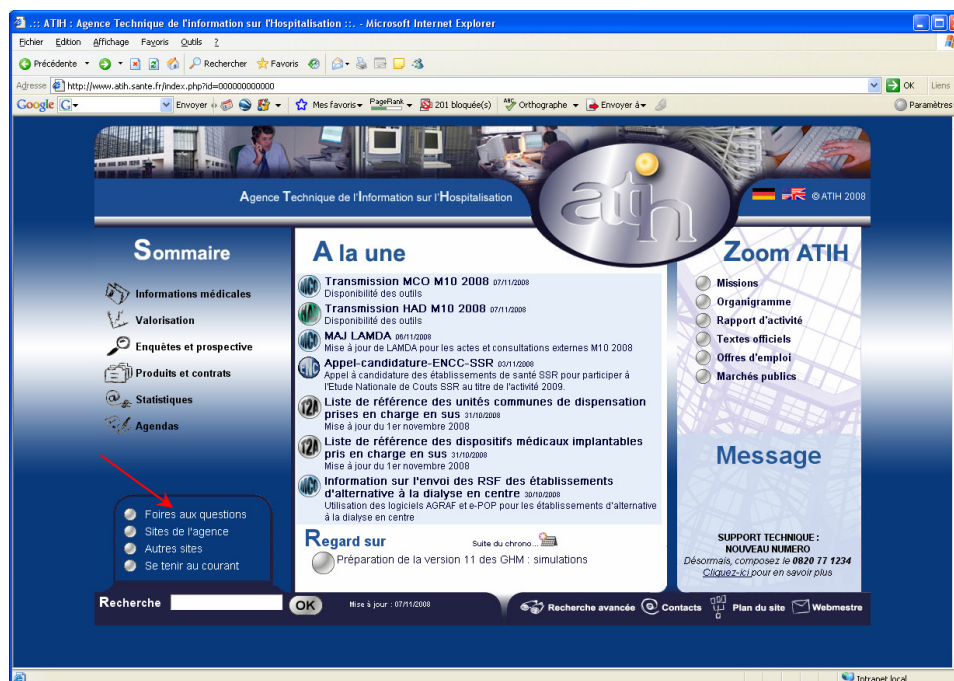 .:: ATIH : Agence Technique de l'information sur l'Hospitalisation ::. - Microsoft Internet Explorer
Fichier Edition Affichage Favoris Outils ?
Précédente Rechercher Favoris
Adresse http://www.atih.sante.fr/index.php?id=000000000000 OK Liens
Google G Envoyer Mes favoris PageRank 201 bloquée(s) ABC Orthographe Envoyer à Paramètres
atih
Agence Technique de l'Information sur l'Hospitalisation
© ATIH 2008
Sommaire
Informations médicales
Valorisation
Enquêtes et prospective
Produits et contrats
Statistiques
Agendas
Foires aux questions
Sites de l'agence
Autres sites
Se tenir au courant
A la une
MCO Transmission MCO M10 2008 07/11/2008
Disponibilité des outils
HAD Transmission HAD M10 2008 07/11/2008
Disponibilité des outils
MCO MAJ LAMDA 06/11/2008
Mise à jour de LAMDA pour les actes et consultations externes M10 2008
Appel-candidature-ENCC-SSR 03/11/2008
Appel à candidature des établissements de santé SSR pour participer à
l'Etude Nationale de Couts SSR au titre de l'activité 2009.
T2A Liste de référence des unités communes de dispensation
prises en charge en sus 31/10/2008
Mise à jour du 1er novembre 2008
T2A Liste de référence des dispositifs médicaux implantables
pris en charge en sus 31/10/2008
Mise à jour du 1er novembre 2008
MCO Information sur l'envoi des RSF des établissements
d'alternative à la dialyse en centre 30/10/2008
Utilisation des logiciels AGRAF et e-POP pour les établissements d'alternative
à la dialyse en centre
Regard sur Suite du chrono...
Préparation de la version 11 des GHM : simulations
Zoom ATIH
Missions
Organigramme
Rapport d'activité
Textes officiels
Offres d'emploi
Marchés publics
Message
SUPPORT TECHNIQUE :
NOUVEAU NUMERO
Désormais, composez le 0820 77 1234
Cliquez-ici pour en savoir plus
Recherche OK Mise à jour : 07/11/2008 Recherche avancée Contacts Plan du site Webmestre
Intranet local